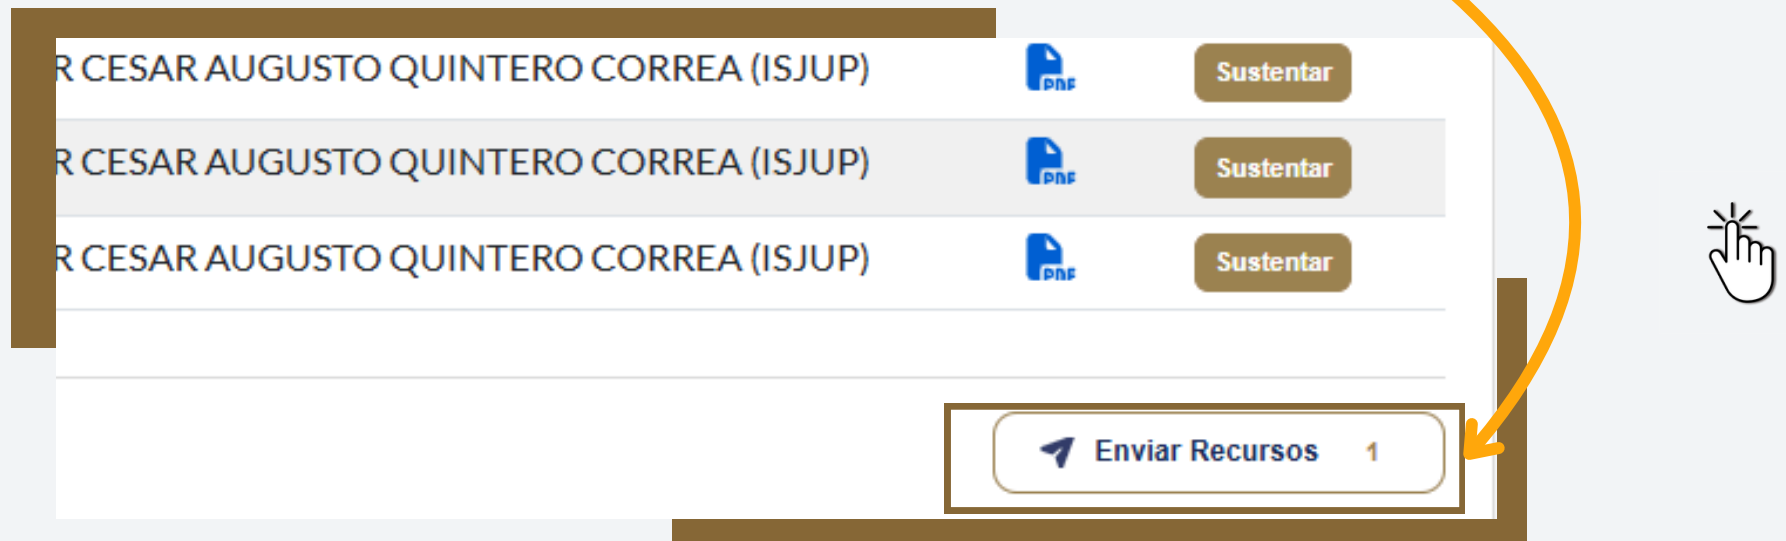 R CESAR AUGUSTO QUINTERO CORREA (ISJUP) PDF Sustentar
R CESAR AUGUSTO QUINTERO CORREA (ISJUP) PDF Sustentar
R CESAR AUGUSTO QUINTERO CORREA (ISJUP) PDF Sustentar
Enviar Recursos 1